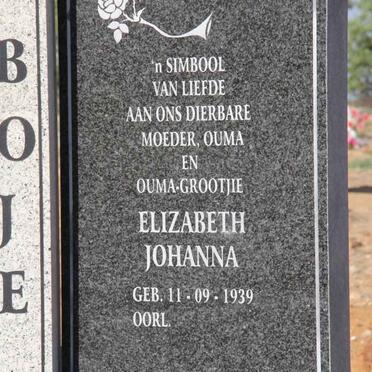 B
O
J
E
'n SIMBOOL
VAN LIEFDE
AAN ONS DIERBARE
MOEDER, OUMA
EN
OUMA-GROOTJIE
ELIZABETH
JOHANNA
GEB. 11-09-1939
OORL.